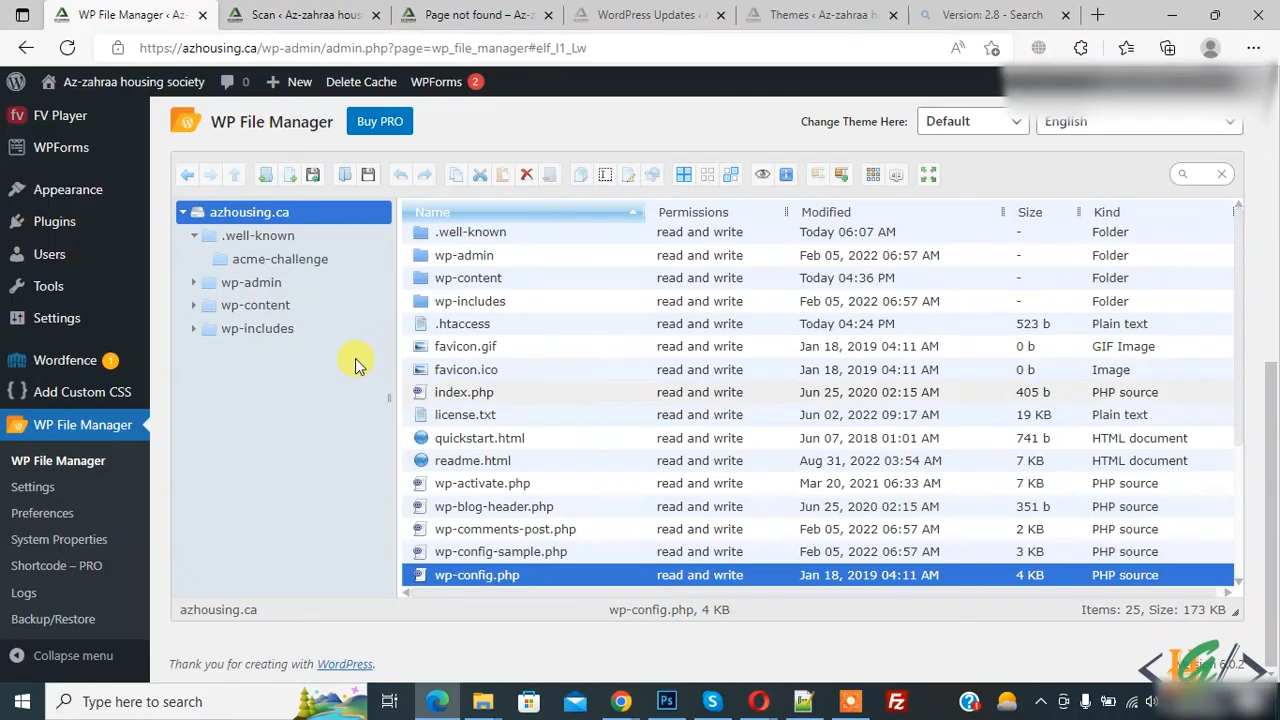 WP File Manager ‹ Az-
Scan ‹ Az-zahraa hous
Page not found – Az-z
WordPress Updates ‹ A
Themes ‹ Az-zahraa h
Version: 2.8 - Search
https://azhousing.ca/wp-admin/admin.php?page=wp_file_manager#elf_l1_Lw
Az-zahraa housing society
0
New
Delete Cache
WPForms 2
FV Player
WPForms
Appearance
Plugins
Users
Tools
Settings
Wordfence 1
Add Custom CSS
WP File Manager
WP File Manager
Settings
Preferences
System Properties
Shortcode – PRO
Logs
Backup/Restore
Collapse menu
WP File Manager
Buy PRO
Change Theme Here:
Default
English
azhousing.ca
.well-known
acme-challenge
wp-admin
wp-content
wp-includes
Name Permissions Modified Size Kind
.well-known read and write Today 06:07 AM - Folder
wp-admin read and write Feb 05, 2022 06:57 AM - Folder
wp-content read and write Today 04:36 PM - Folder
wp-includes read and write Feb 05, 2022 06:57 AM - Folder
.htaccess read and write Today 04:24 PM 523 b Plain text
favicon.gif read and write Jan 18, 2019 04:11 AM 0 b GIF Image
favicon.ico read and write Jan 18, 2019 04:11 AM 0 b Image
index.php read and write Jun 25, 2020 02:15 AM 405 b PHP source
license.txt read and write Jun 02, 2022 09:17 AM 19 KB Plain text
quickstart.html read and write Jun 07, 2018 01:01 AM 741 b HTML document
readme.html read and write Aug 31, 2022 03:54 AM 7 KB HTML document
wp-activate.php read and write Mar 20, 2021 06:33 AM 7 KB PHP source
wp-blog-header.php read and write Jun 25, 2020 02:15 AM 351 b PHP source
wp-comments-post.php read and write Feb 05, 2022 06:57 AM 2 KB PHP source
wp-config-sample.php read and write Feb 05, 2022 06:57 AM 3 KB PHP source
wp-config.php read and write Jan 18, 2019 04:11 AM 4 KB PHP source
azhousing.ca
wp-config.php, 4 KB
Items: 25, Size: 173 KB
Thank you for creating with WordPress.
6.0.2
Type here to search